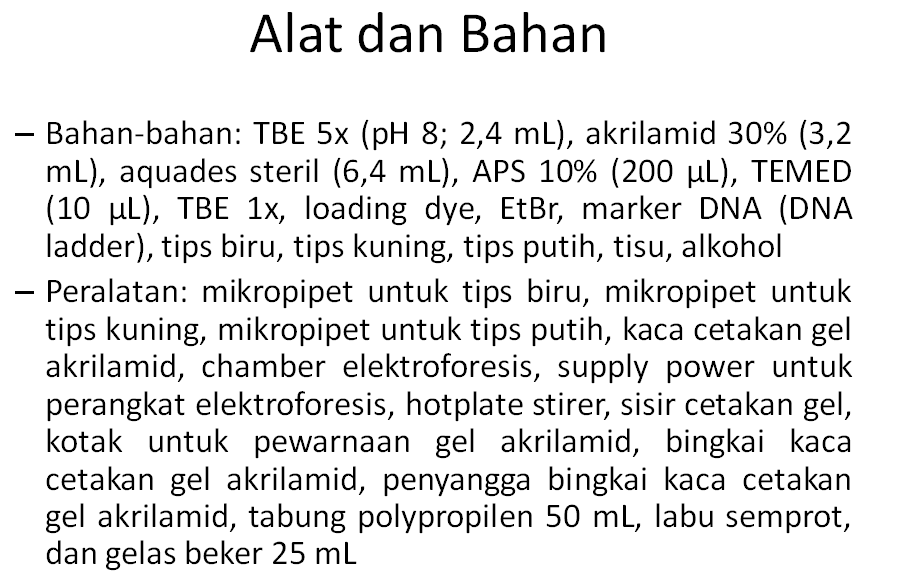 Alat dan Bahan
– Bahan-bahan: TBE 5x (pH 8; 2,4 mL), akrilamid 30% (3,2
mL), aquades steril (6,4 mL), APS 10% (200 µL), TEMED
(10 µL), TBE 1x, loading dye, EtBr, marker DNA (DNA
ladder), tips biru, tips kuning, tips putih, tisu, alkohol
– Peralatan: mikropipet untuk tips biru, mikropipet untuk
tips kuning, mikropipet untuk tips putih, kaca cetakan gel
akrilamid, chamber elektroforesis, supply power untuk
perangkat elektroforesis, hotplate stirer, sisir cetakan gel,
kotak untuk pewarnaan gel akrilamid, bingkai kaca
cetakan gel akrilamid, penyangga bingkai kaca cetakan
gel akrilamid, tabung polypropilen 50 mL, labu semprot,
dan gelas beker 25 mL